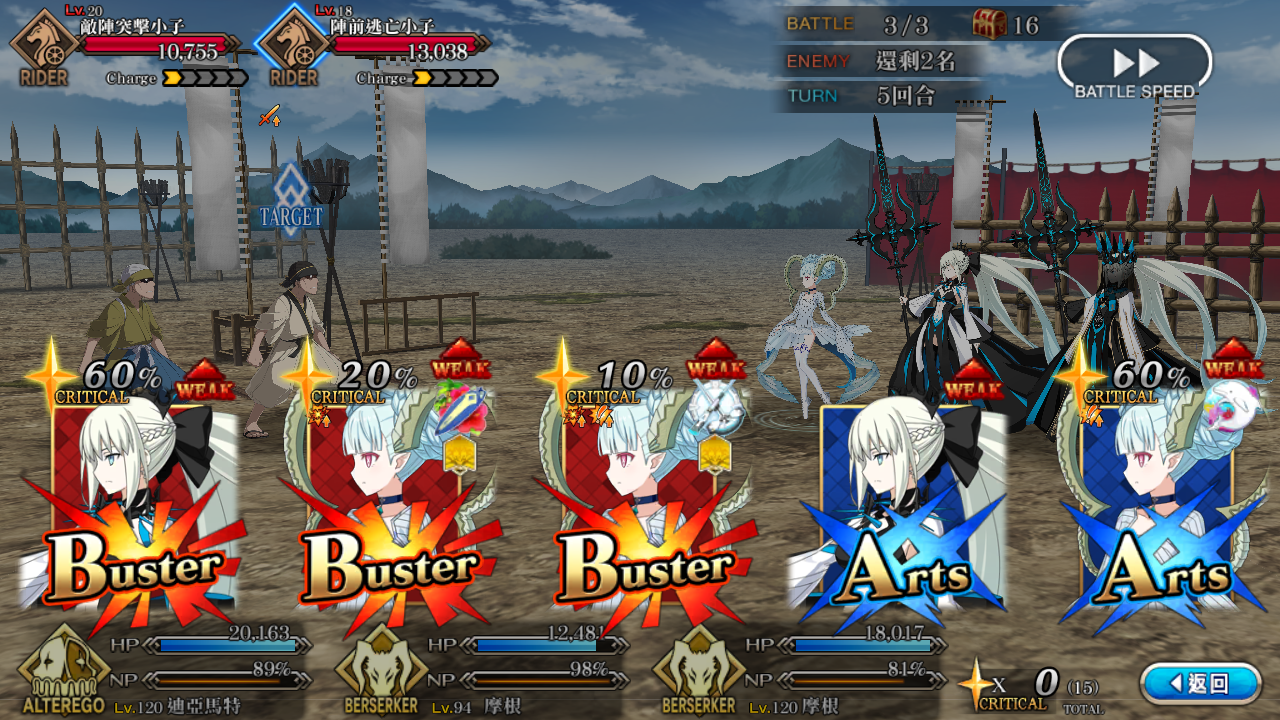 Lv.20
敵陣突擊小子
10,755
RIDER
Charge
Lv.18
陣前逃亡小子
13,038
RIDER
Charge
BATTLE 3/3 16
ENEMY 還剩2名
TURN 5回合
BATTLE SPEED
TARGET
60%
CRITICAL
WEAK
Buster
20%
CRITICAL
WEAK
Buster
10%
CRITICAL
WEAK
Buster
WEAK
Arts
60%
CRITICAL
WEAK
Arts
HP 20,163
NP 89%
ALTEREGO Lv.120 迪亞馬特
HP 12,481
NP 98%
BERSERKER Lv.94 摩根
HP 18,017
NP 81%
BERSERKER Lv.120 摩根
X 0 (15)
CRITICAL TOTAL
返回